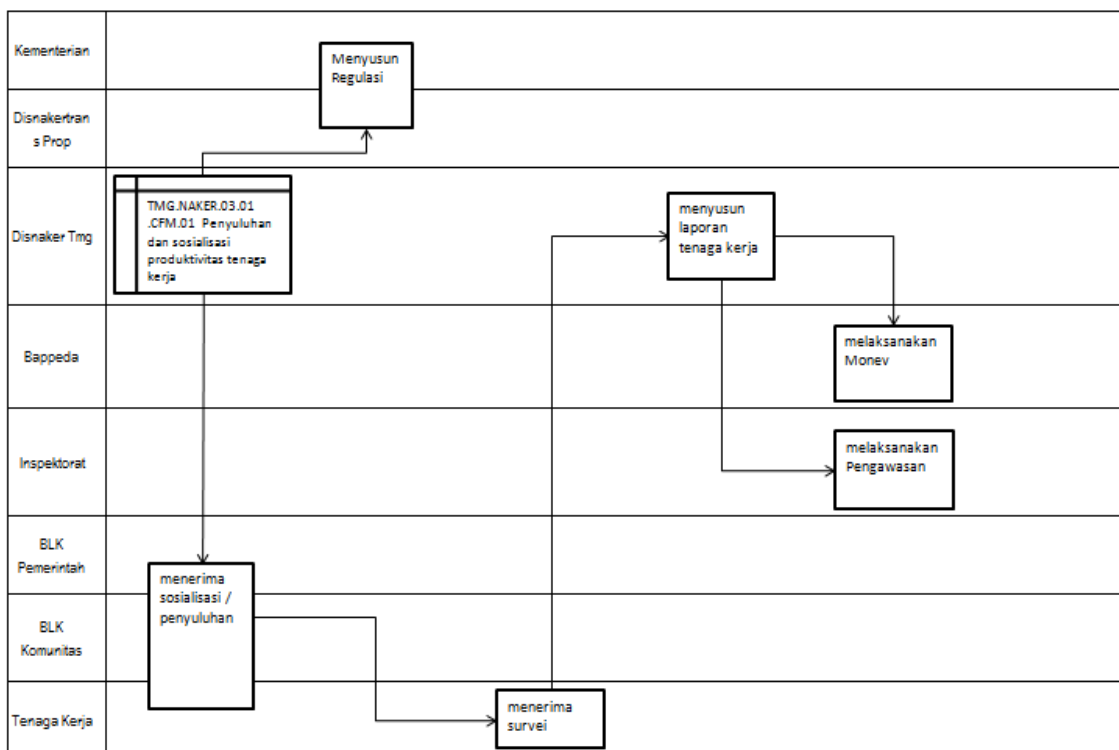 Kementerian
Menyusun
Regulasi
Disnakertran
s Prop
Disnaker Tmg
TMG.NAKER.03.01
.CFM.01 Penyuluhan
dan sosialisasi
produktivitas tenaga
kerja
menyusun
laporan
tenaga kerja
Bappeda
melaksanakan
Monev
Inspektorat
melaksanakan
Pengawasan
BLK
Pemerintah
menerima
sosialisasi /
penyuluhan
BLK
Komunitas
Tenaga Kerja
menerima
survei